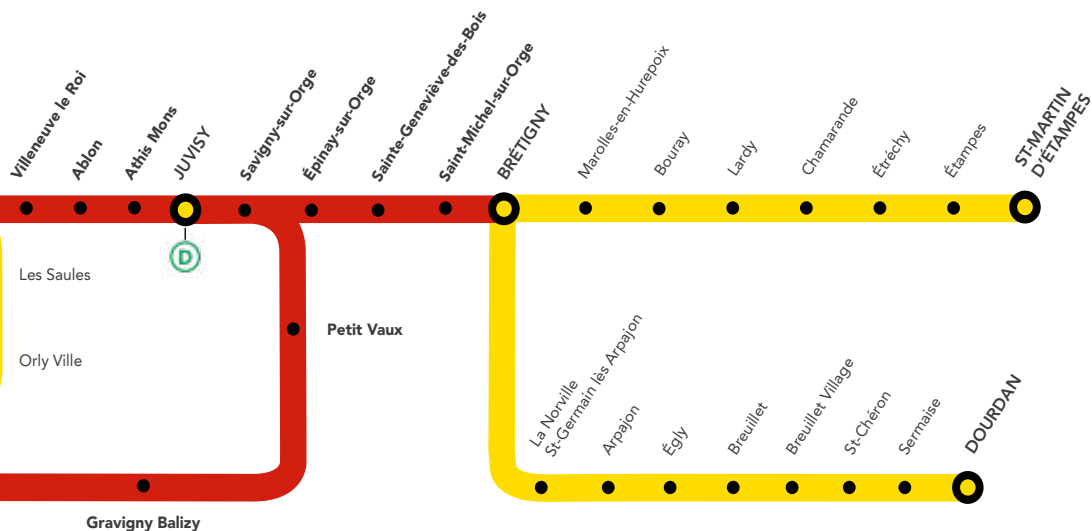 Villeneuve le Roi
Ablon
Athis Mons
JUVISY
Savigny-sur-Orge
Épinay-sur-Orge
Sainte-Geneviève-des-Bois
Saint-Michel-sur-Orge
BRÉTIGNY
Marolles-en-Hurepoix
Bouray
Lardy
Chamarande
Étréchy
Étampes
ST-MARTIN
D'ÉTAMPES
D
Les Saules
Petit Vaux
Orly Ville
La Norville
St-Germain lès Arpajon
Arpajon
Égly
Breuillet
Breuillet Village
St-Chéron
Sermaise
DOURDAN
Gravigny Balizy